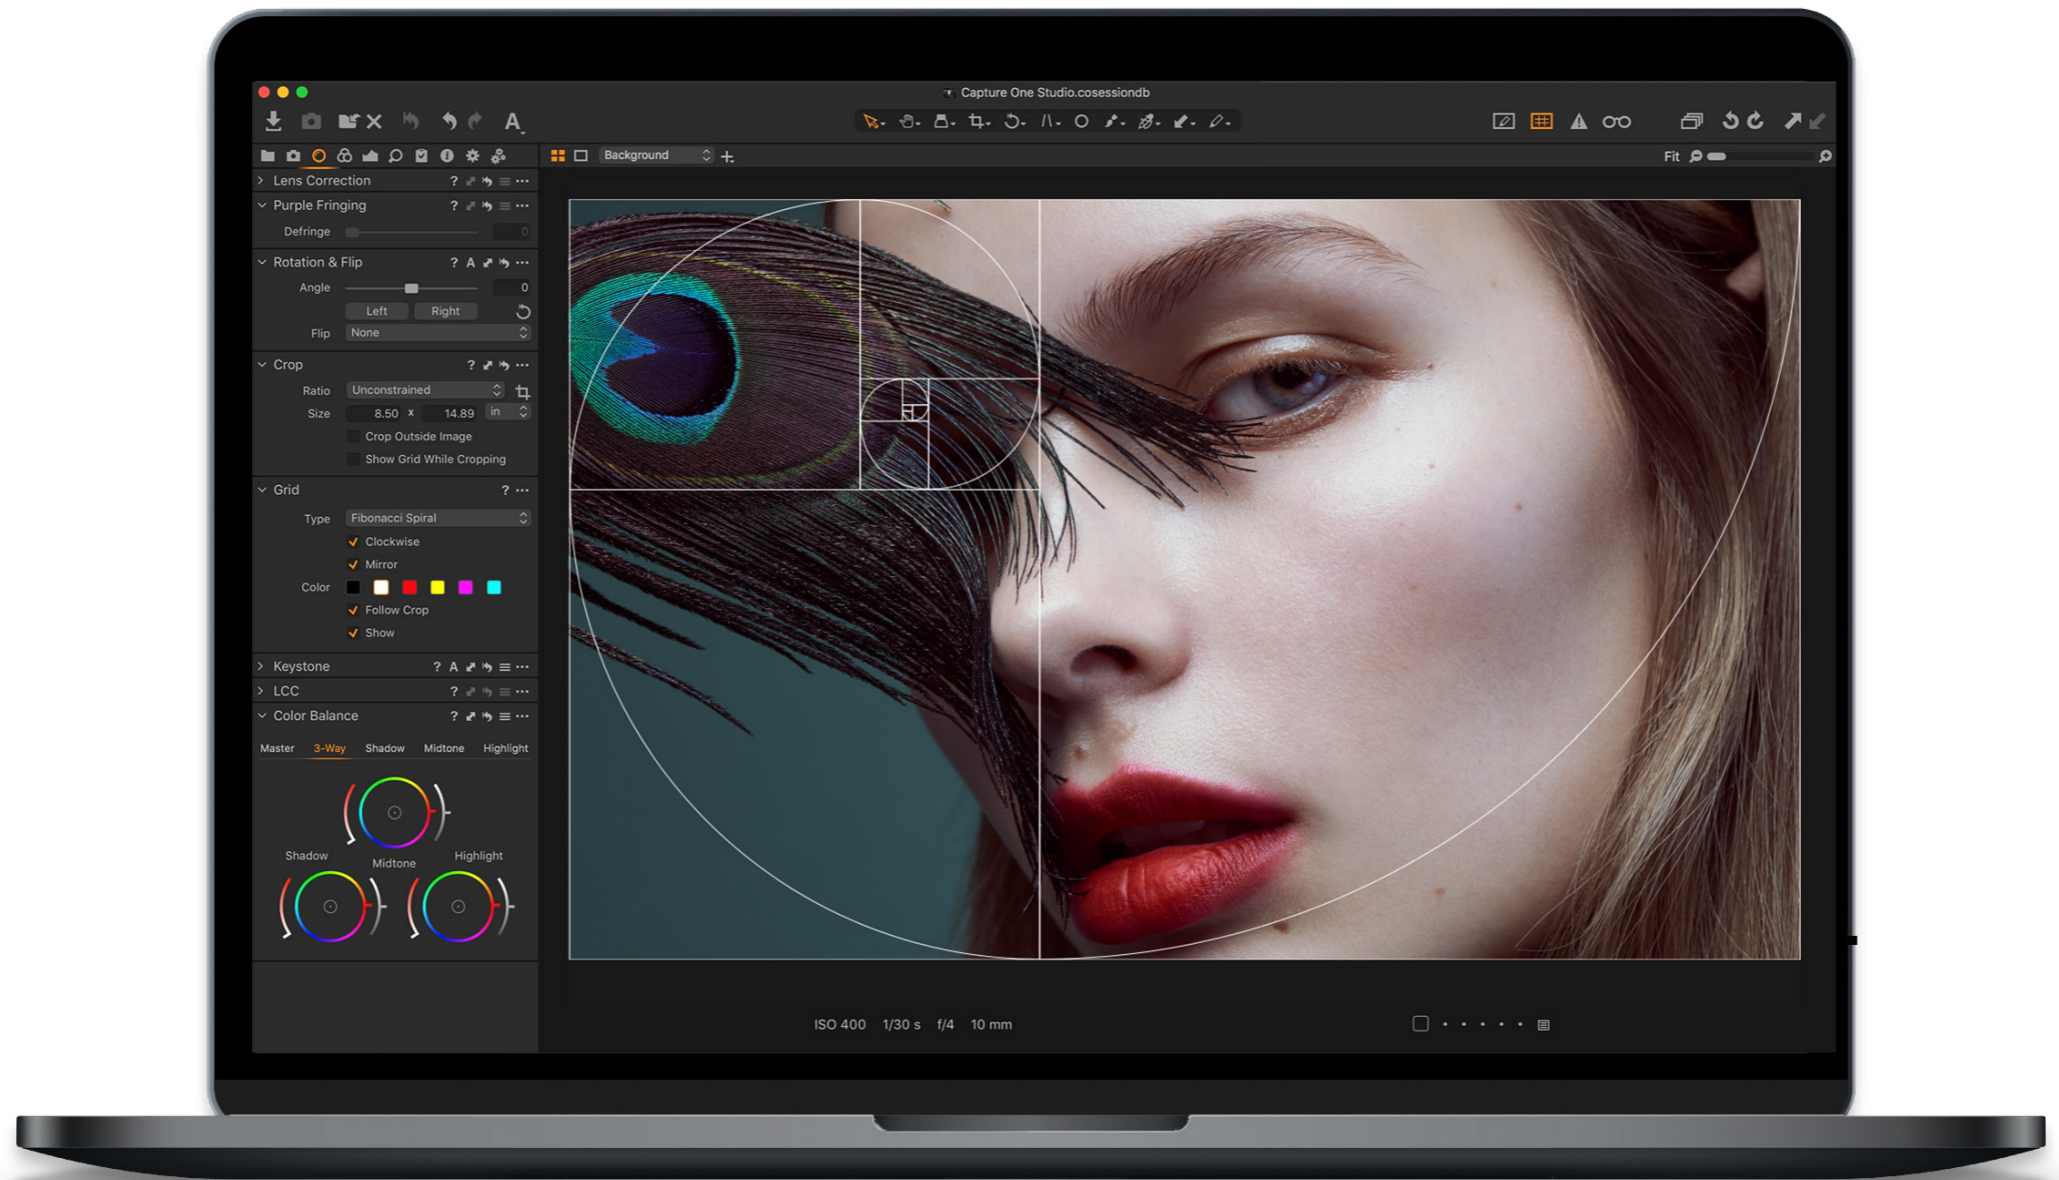 Capture One Studio.cosessiondb
A
Background
Fit
Lens Correction ?
Purple Fringing ?
Defringe 0
Rotation & Flip ? A
Angle 0
Left Right
Flip None
Crop ?
Ratio Unconstrained
Size 8.50 x 14.89 in
Crop Outside Image
Show Grid While Cropping
Grid ?
Type Fibonacci Spiral
Clockwise
Mirror
Color
Follow Crop
Show
Keystone ? A
LCC ?
Color Balance ?
Master 3-Way Shadow Midtone Highlight
Shadow Midtone Highlight
ISO 400 1/30 s f/4 10 mm